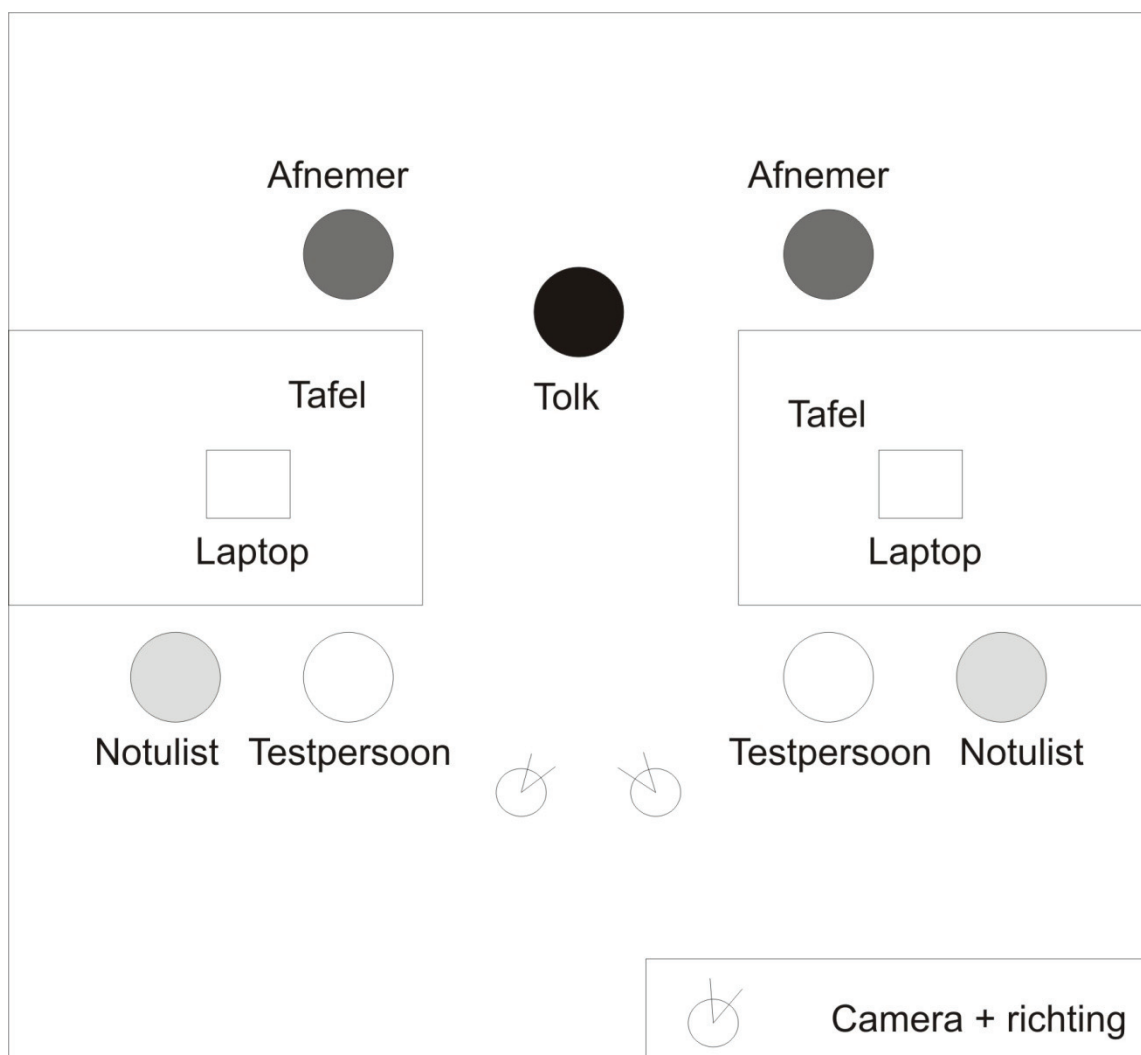 Afnemer
Afnemer
Tafel
Tolk
Tafel
Laptop
Laptop
Notulist
Testpersoon
Testpersoon
Notulist
Camera + richting